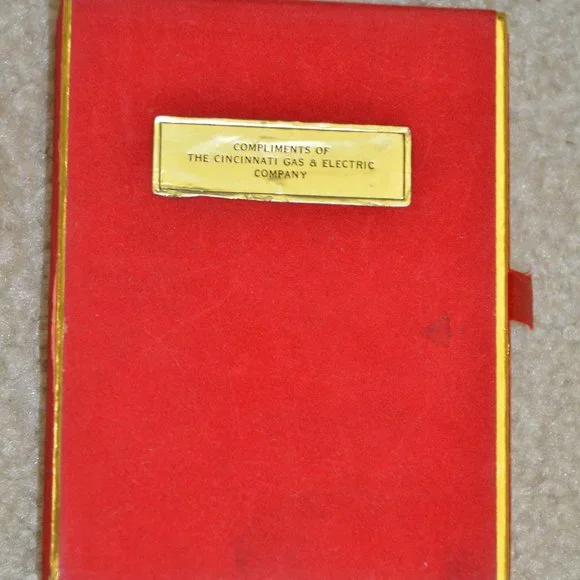 COMPLIMENTS OF
THE CINCINNATI GAS & ELECTRIC
COMPANY